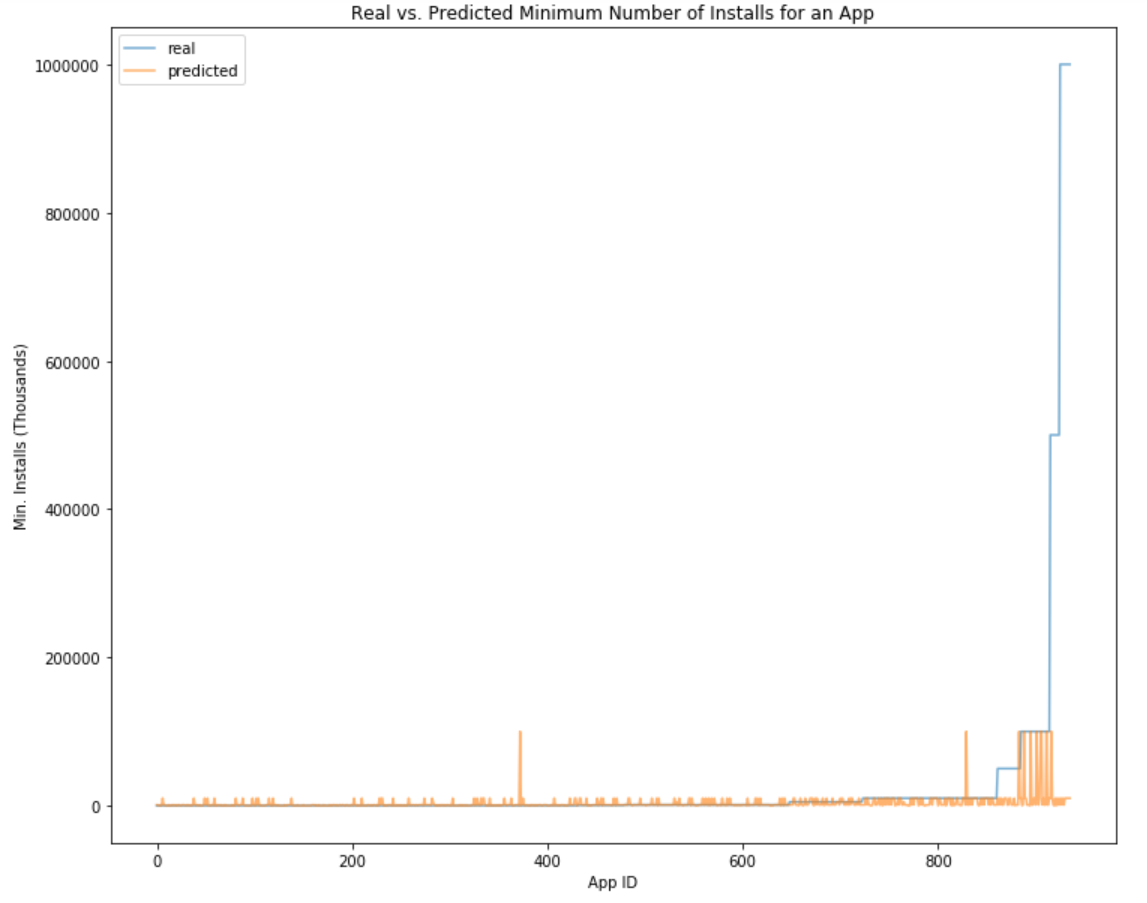 Real vs. Predicted Minimum Number of Installs for an App
real
predicted
1000000
800000
600000
400000
200000
0
Min. Installs (Thousands)
0 200 400 600 800
App ID